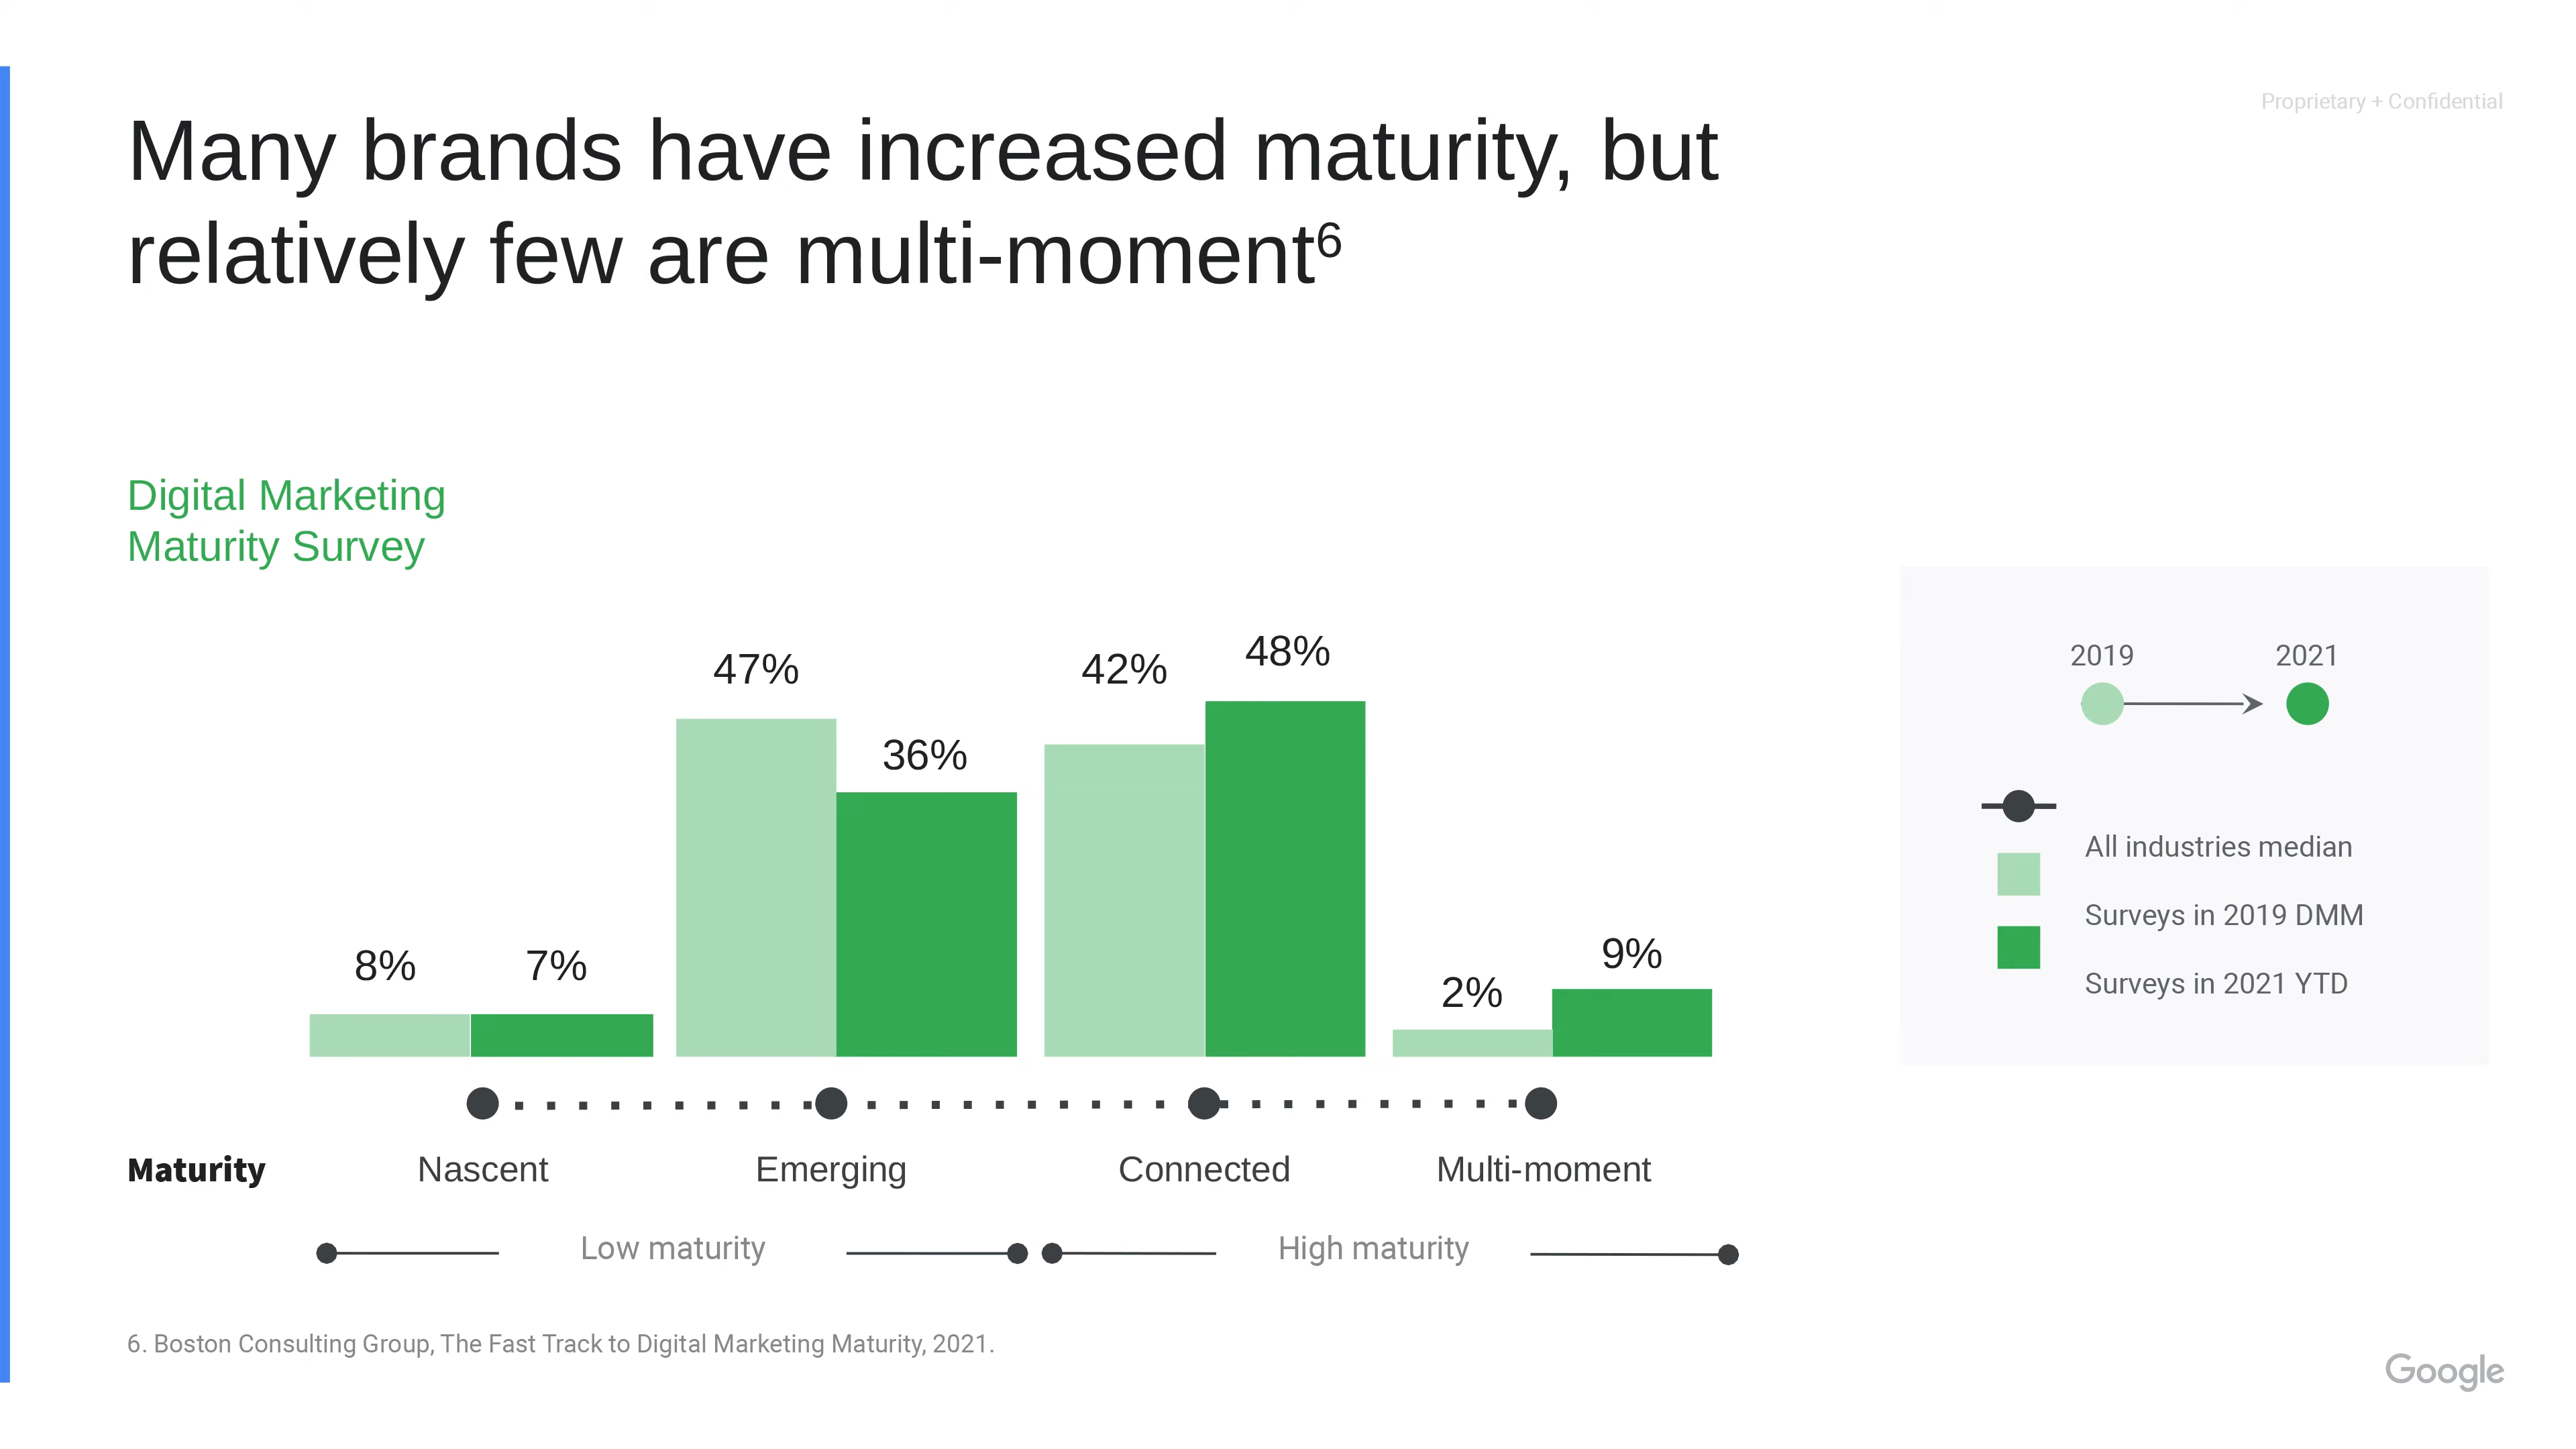 Proprietary + Confidential
Many brands have increased maturity, but
relatively few are multi-moment6
Digital Marketing
Maturity Survey
47%
36%
42%
48%
8%
7%
2%
9%
2019
2021
All industries median
Surveys in 2019 DMM
Surveys in 2021 YTD
Maturity
Nascent
Emerging
Connected
Multi-moment
Low maturity
High maturity
6. Boston Consulting Group, The Fast Track to Digital Marketing Maturity, 2021.
Google